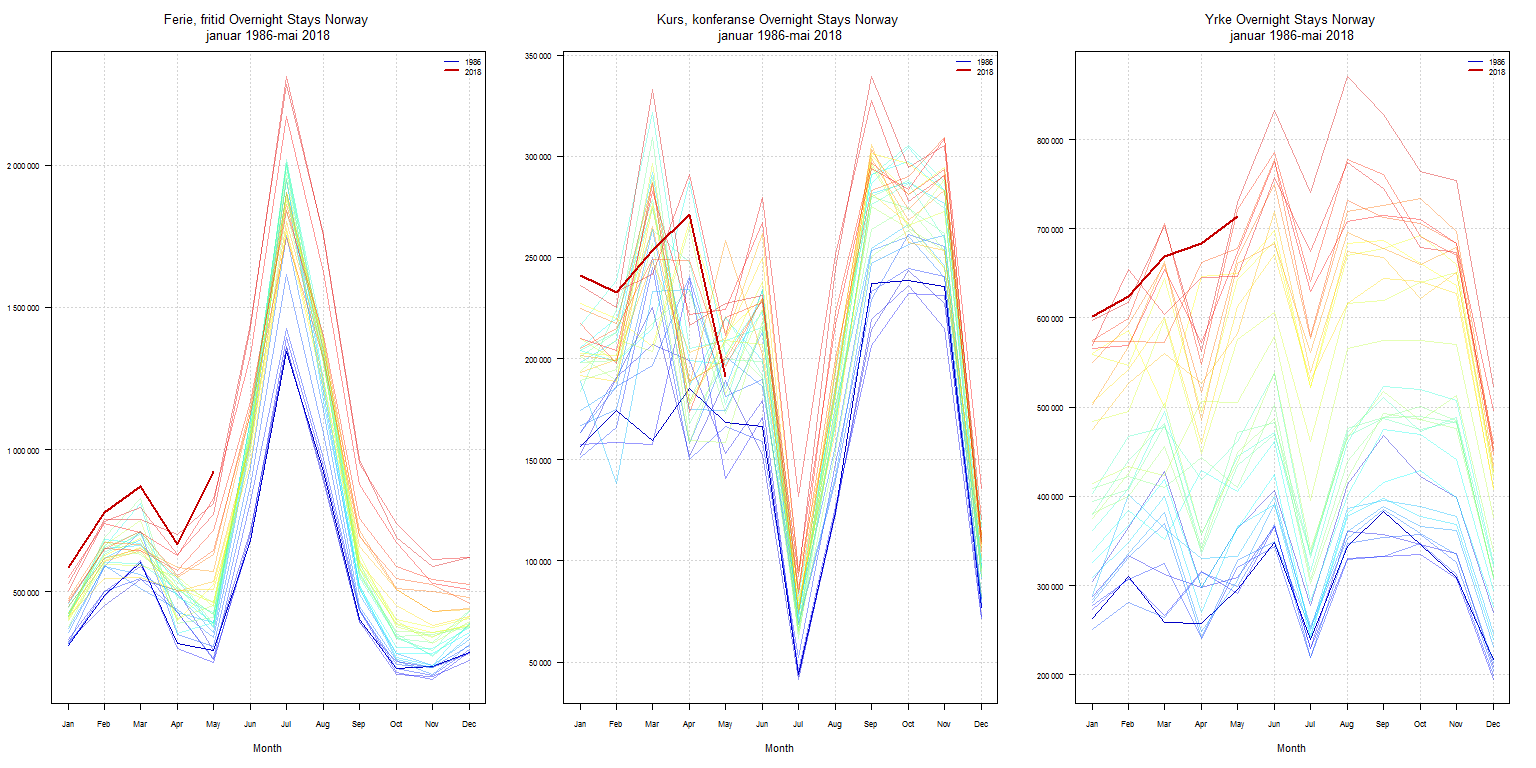 Ferie, fritid Overnight Stays Norway
januar 1986-mai 2018
1986
2018
2 000 000
1 500 000
1 000 000
500 000
Jan Feb Mar Apr May Jun Jul Aug Sep Oct Nov Dec
Month
Kurs, konferanse Overnight Stays Norway
januar 1986-mai 2018
1986
2018
350 000
300 000
250 000
200 000
150 000
100 000
50 000
Jan Feb Mar Apr May Jun Jul Aug Sep Oct Nov Dec
Month
Yrke Overnight Stays Norway
januar 1986-mai 2018
1986
2018
800 000
700 000
600 000
500 000
400 000
300 000
200 000
Jan Feb Mar Apr May Jun Jul Aug Sep Oct Nov Dec
Month